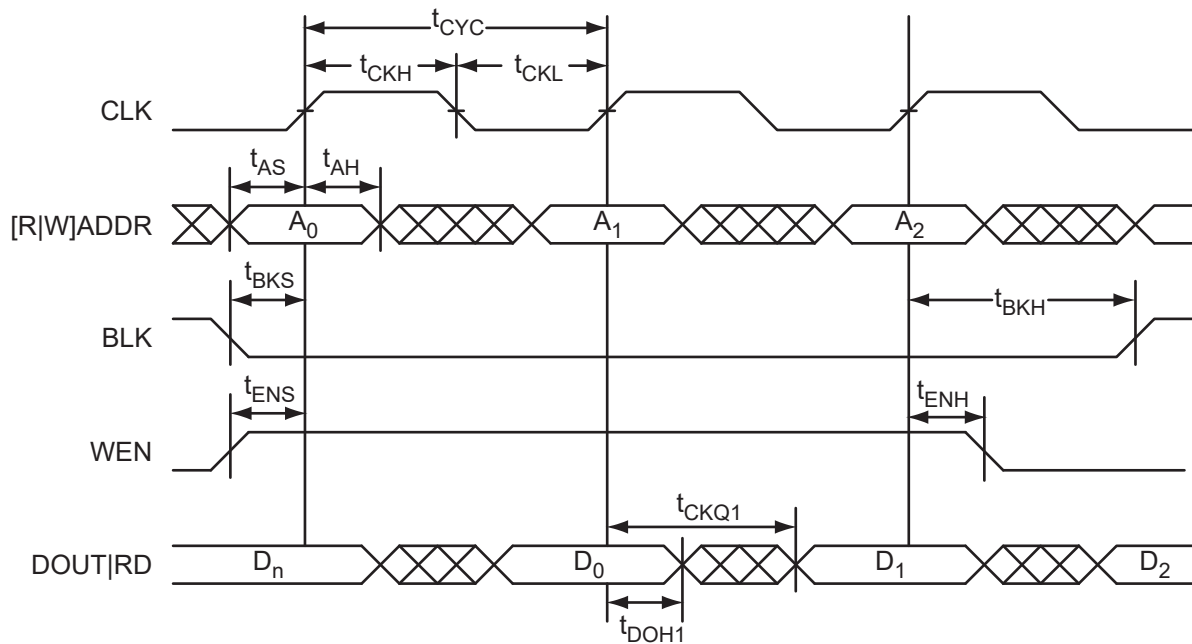 tCYC
tCKH tCKL
CLK
tAS tAH
[R|W]ADDR A0 A1 A2
tBKS tBKH
BLK
tENS tENH
WEN
tCKQ1
DOUT|RD Dn D0 D1 D2
tDOH1